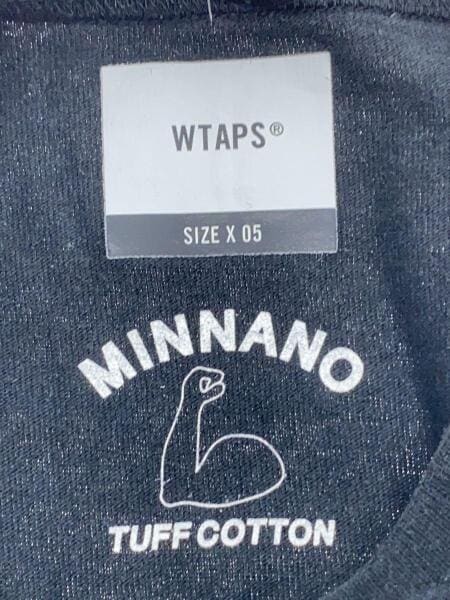 WTAPS®
SIZE X 05
MINNANO
TUFF COTTON